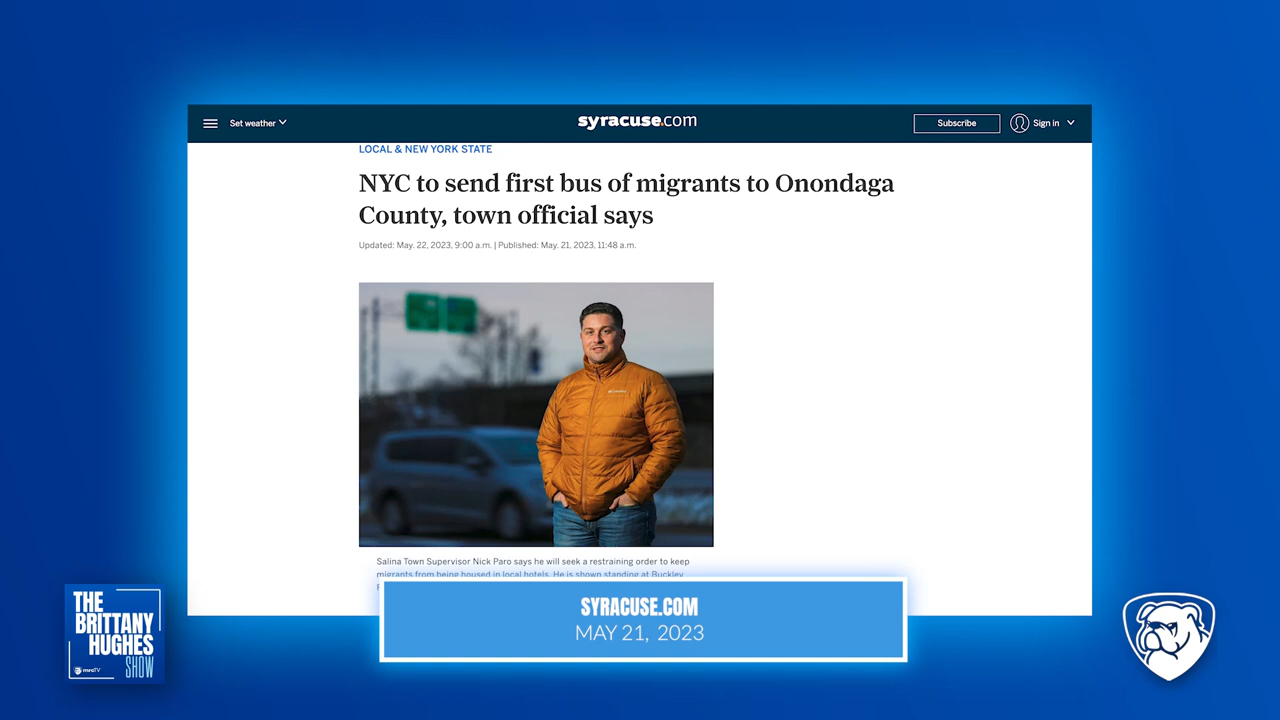 Set weather
syracuse.com
Subscribe
Sign in
LOCAL & NEW YORK STATE
NYC to send first bus of migrants to Onondaga
County, town official says
Updated: May. 22, 2023, 9:00 a.m. | Published: May. 21, 2023, 11:48 a.m.
Salina Town Supervisor Nick Paro says he will seek a restraining order to keep
migrants from being housed in local hotels. He is shown standing at Buckley
SYRACUSE.COM
MAY 21, 2023
THE
BRITTANY
HUGHES
SHOW
mrcTV